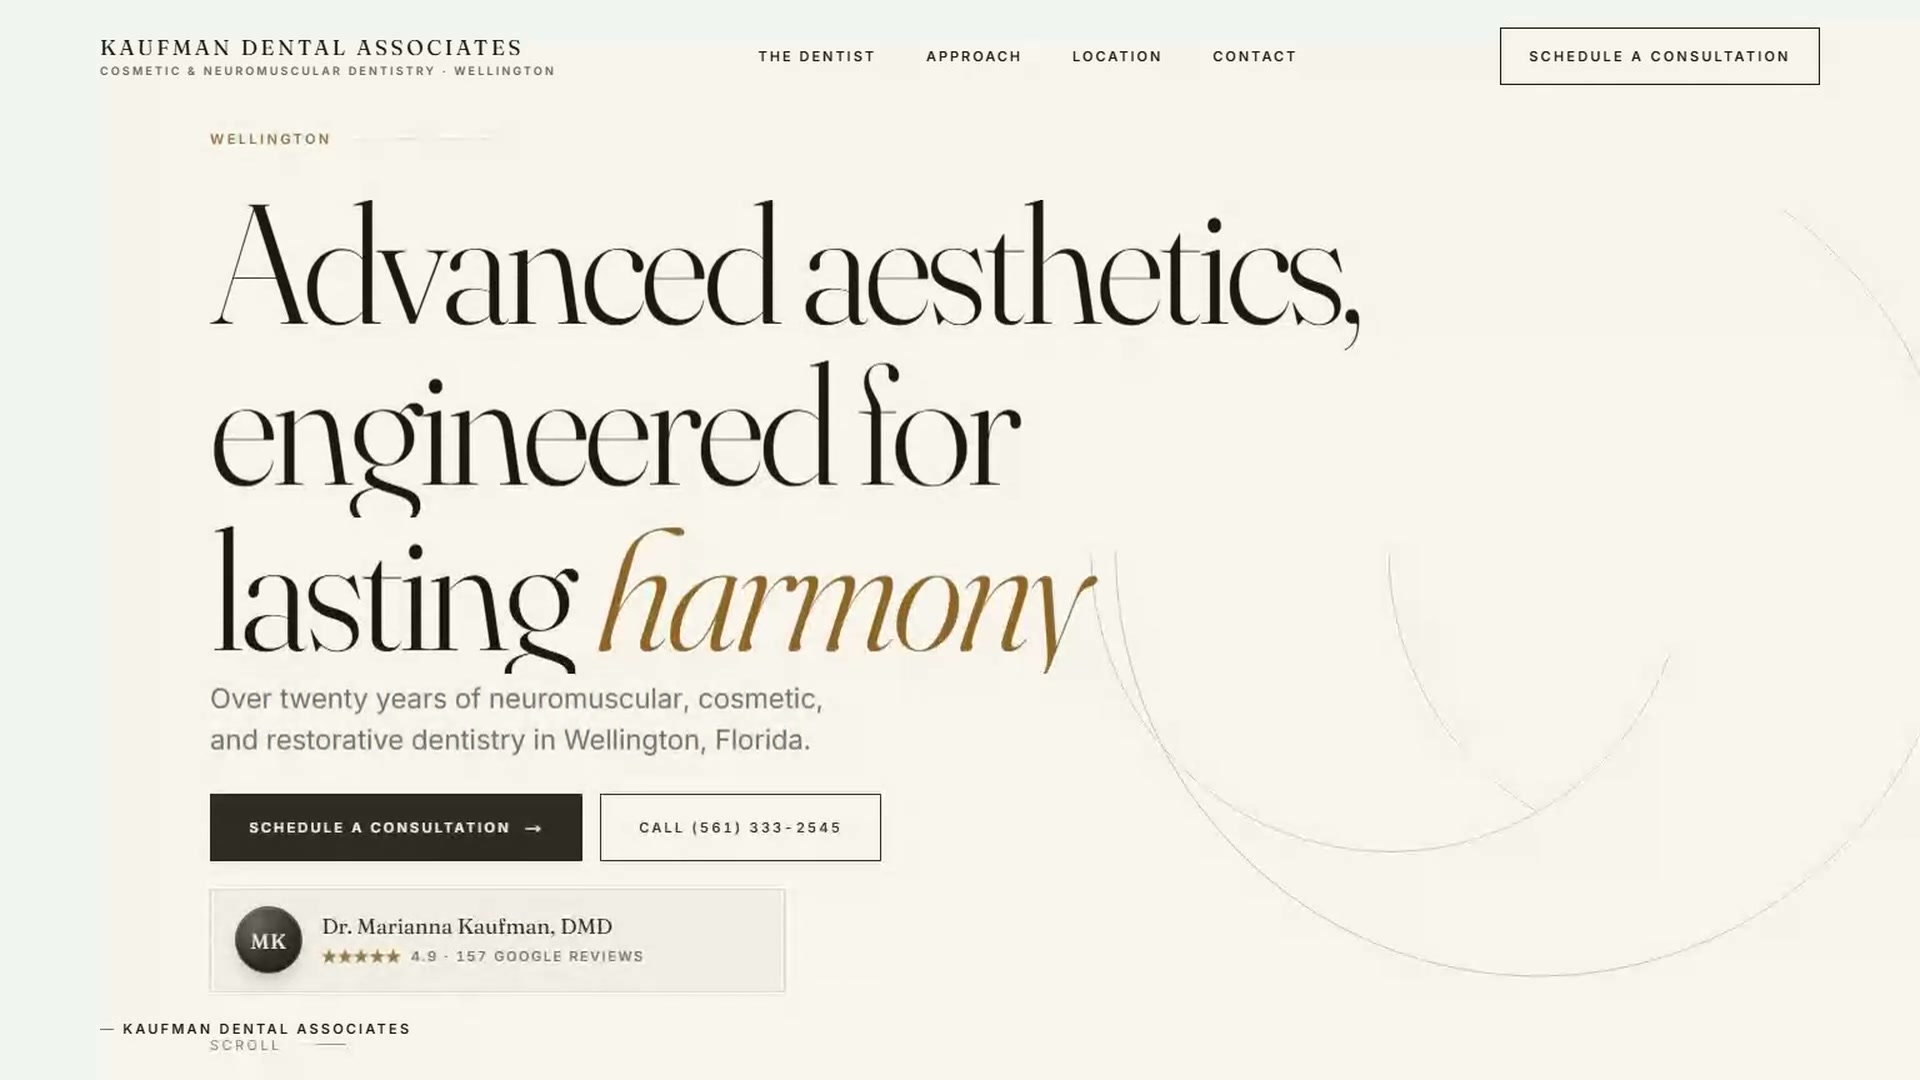 KAUFMAN DENTAL ASSOCIATES
COSMETIC & NEUROMUSCULAR DENTISTRY · WELLINGTON
THE DENTIST
APPROACH
LOCATION
CONTACT
SCHEDULE A CONSULTATION
WELLINGTON
Advanced aesthetics,
engineered for
lasting harmony
Over twenty years of neuromuscular, cosmetic,
and restorative dentistry in Wellington, Florida.
SCHEDULE A CONSULTATION →
CALL (561) 333-2545
MK
Dr. Marianna Kaufman, DMD
★★★★★ 4.9 · 157 GOOGLE REVIEWS
— KAUFMAN DENTAL ASSOCIATES
SCROLL